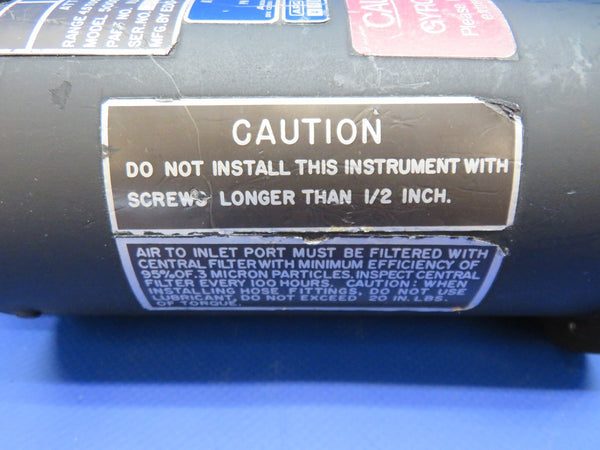 RANGE
MODEL
SER. NO.
MFG. BY
CAUTION
DO NOT INSTALL THIS INSTRUMENT WITH
SCREWS LONGER THAN 1/2 INCH.
AIR TO INLET PORT MUST BE FILTERED WITH
CENTRAL FILTER WITH MINIMUM EFFICIENCY OF
95% OF .3 MICRON PARTICLES. INSPECT CENTRAL
FILTER EVERY 100 HOURS. CAUTION: WHEN
INSTALLING HOSE FITTINGS, DO NOT USE
LUBRICANT, DO NOT EXCEED 20 IN. LBS.
OF TORQUE.